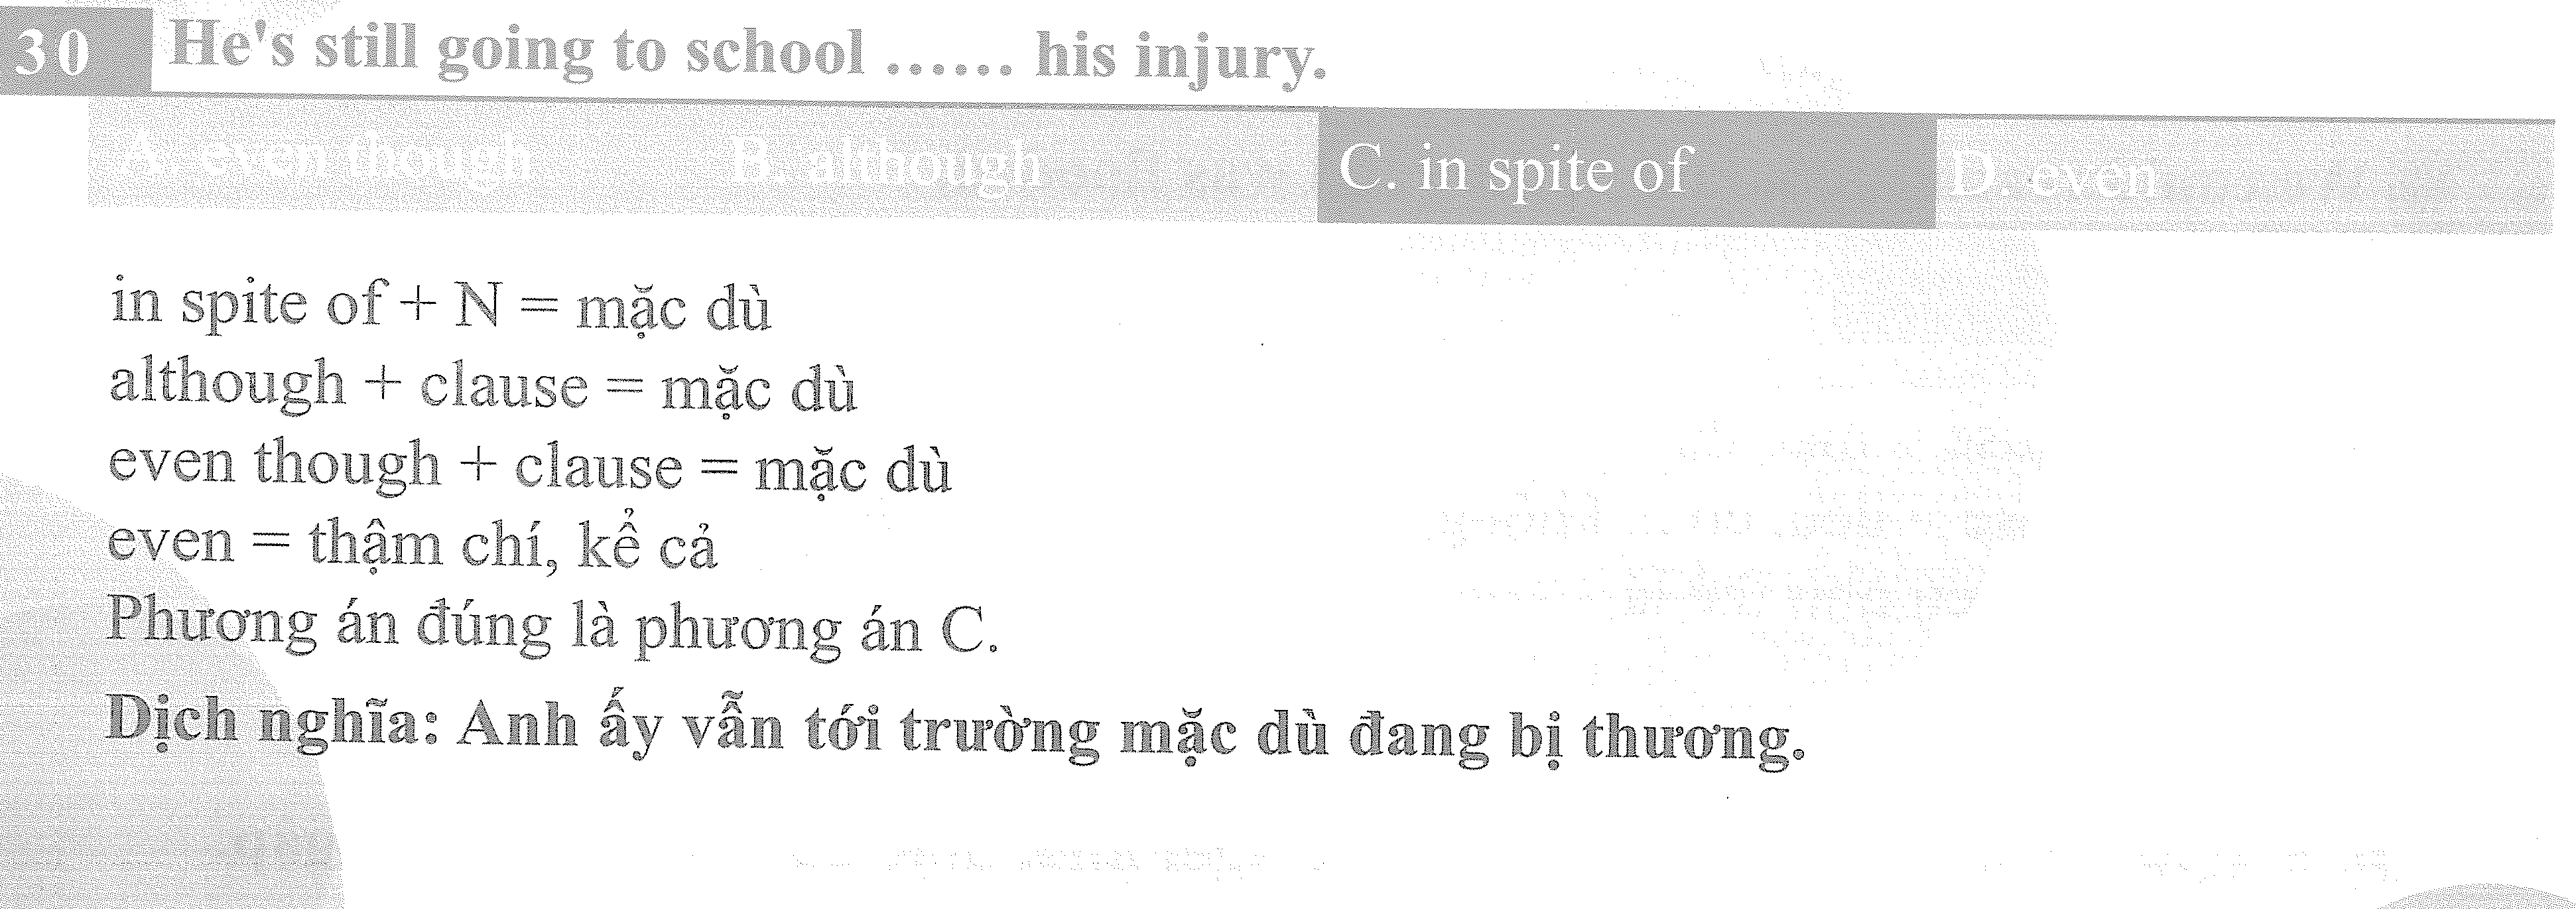 30 He's still going to school ...... his injury.
A. even though B. although C. in spite of D. even
in spite of + N = mặc dù
although + clause = mặc dù
even though + clause = mặc dù
even = thậm chí, kể cả
Phương án đúng là phương án C.
Dịch nghĩa: Anh ấy vẫn tới trường mặc dù đang bị thương.